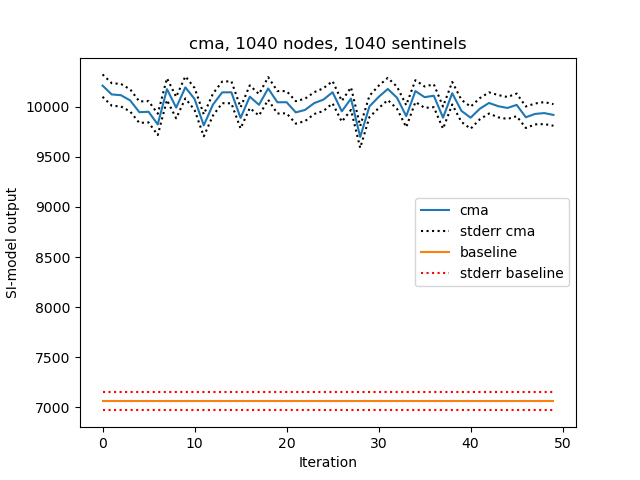 cma, 1040 nodes, 1040 sentinels
SI-model output
10000
9500
9000
8500
8000
7500
7000
cma
stderr cma
baseline
stderr baseline
0 10 20 30 40 50
Iteration